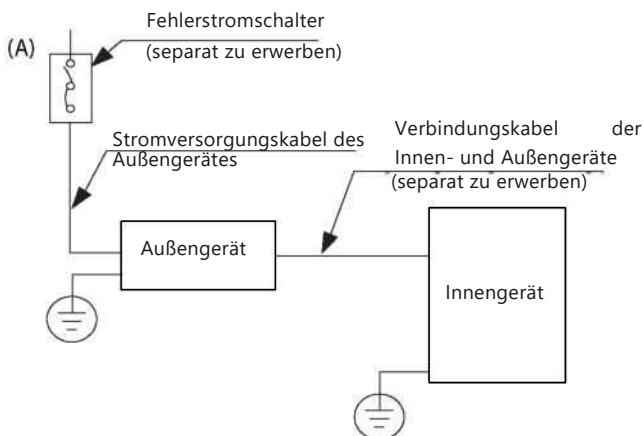 (A)
Fehlerstromschalter
(separat zu erwerben)
Stromversorgungskabel des
Außengerätes
Verbindungskabel der
Innen- und Außengeräte
(separat zu erwerben)
Außengerät
Innengerät